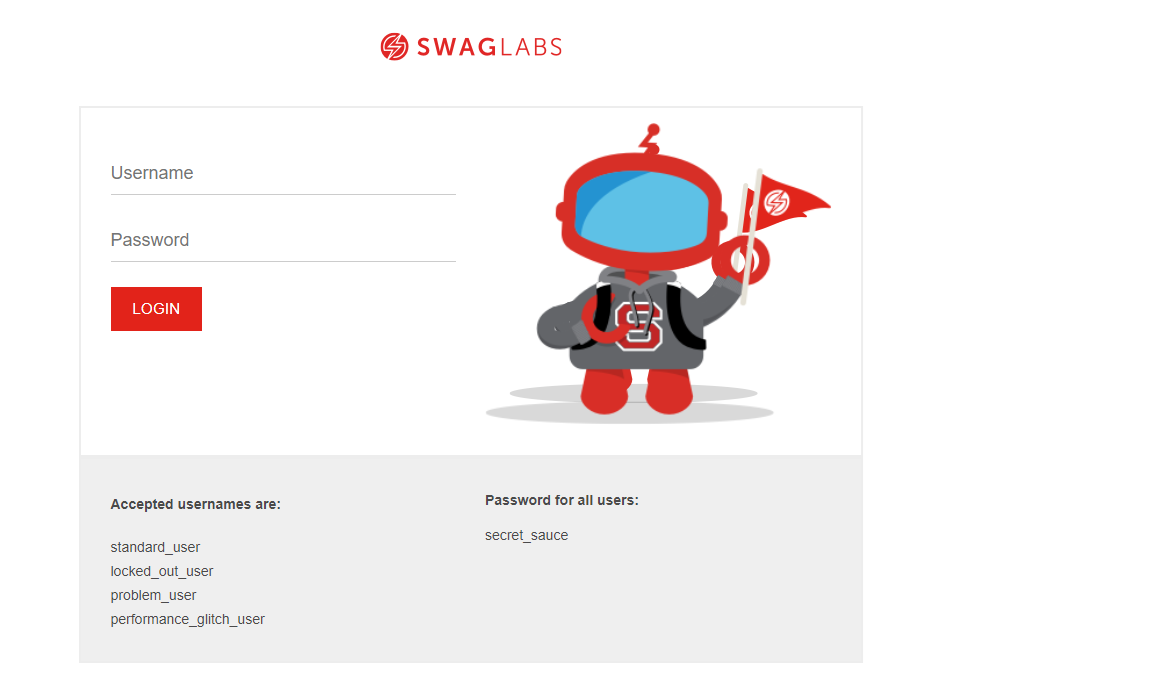 SWAGLABS
Username
Password
LOGIN
S
Accepted usernames are:
standard_user
locked_out_user
problem_user
performance_glitch_user
Password for all users:
secret_sauce